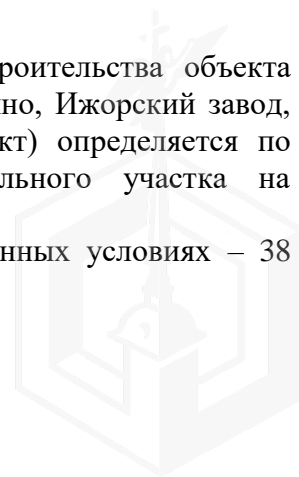 роительства объекта
но, Ижорский завод,
кт) определяется по
льного участка на
нных условиях – 38